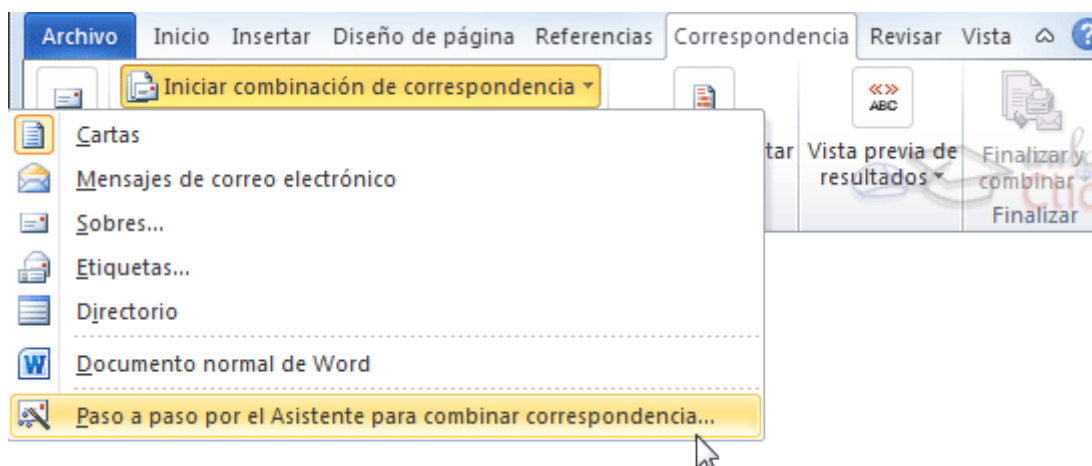 Archivo Inicio Insertar Diseño de página Referencias Correspondencia Revisar Vista
Iniciar combinación de correspondencia
Cartas
Mensajes de correo electrónico
Sobres...
Etiquetas...
Directorio
Documento normal de Word
Paso a paso por el Asistente para combinar correspondencia...
tar
«»
ABC
Vista previa de
resultados
Finalizar y
combinar
Finalizar